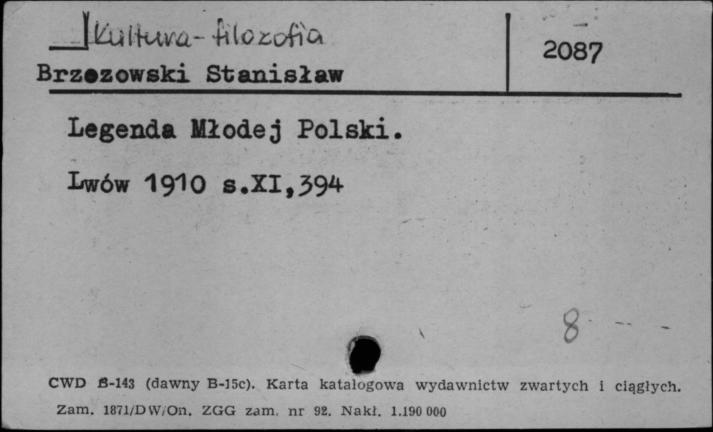 Kultura-filozofia
2087
Brzozowski Stanisław
Legenda Młodej Polski.
Lwów 1910 s.XI,394
8
CWD B-143 (dawny B-15c). Karta katalogowa wydawnictw zwartych i ciągłych.
Zam. 1871/DW/On. ZGG zam. nr 92. Nakł. 1.190 000